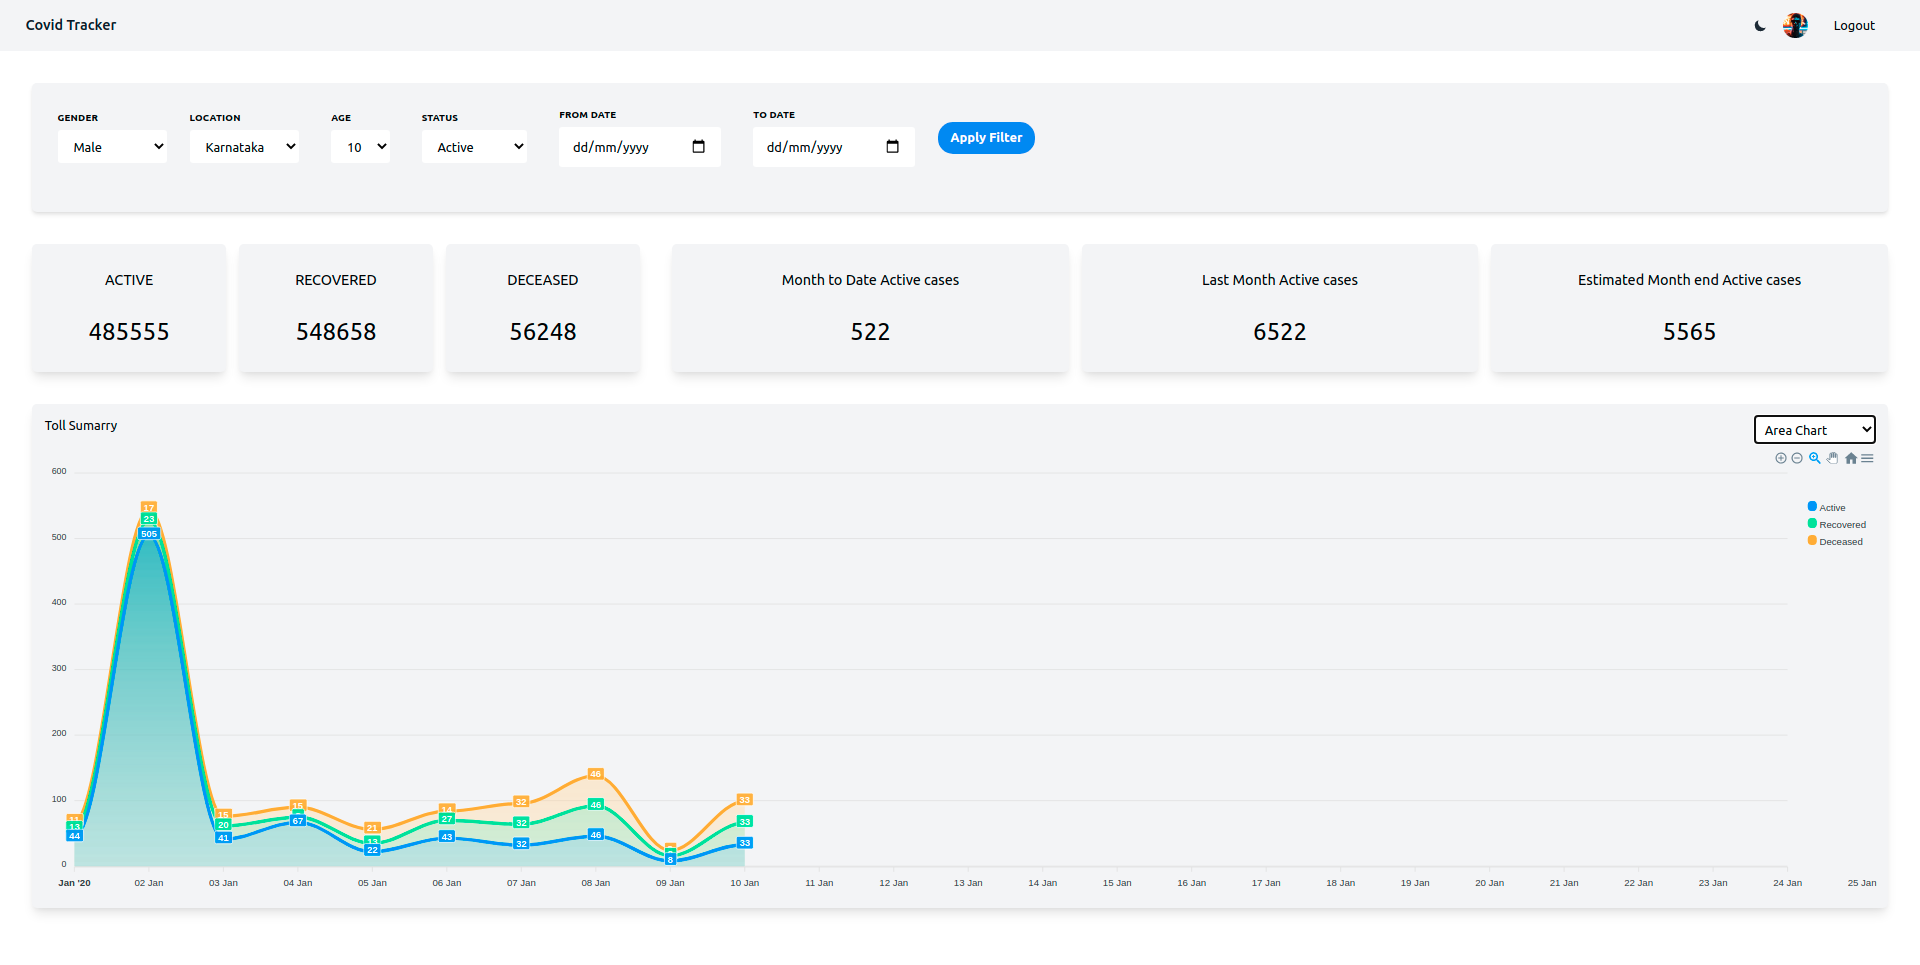 Covid Tracker
Logout
GENDER LOCATION AGE STATUS FROM DATE TO DATE
Male Karnataka 10 Active dd/mm/yyyy dd/mm/yyyy Apply Filter
ACTIVE RECOVERED DECEASED Month to Date Active cases Last Month Active cases Estimated Month end Active cases
485555 548658 56248 522 6522 5565
Toll Sumarry
Area Chart
600
500
400
300
200
100
0
Active
Recovered
Deceased
17
23
505
11
13
44
15
20
41
15
67
21
13
22
14
27
43
32
32
32
46
46
46
8
33
33
33
Jan '20 02 Jan 03 Jan 04 Jan 05 Jan 06 Jan 07 Jan 08 Jan 09 Jan 10 Jan 11 Jan 12 Jan 13 Jan 14 Jan 15 Jan 16 Jan 17 Jan 18 Jan 19 Jan 20 Jan 21 Jan 22 Jan 23 Jan 24 Jan 25 Jan